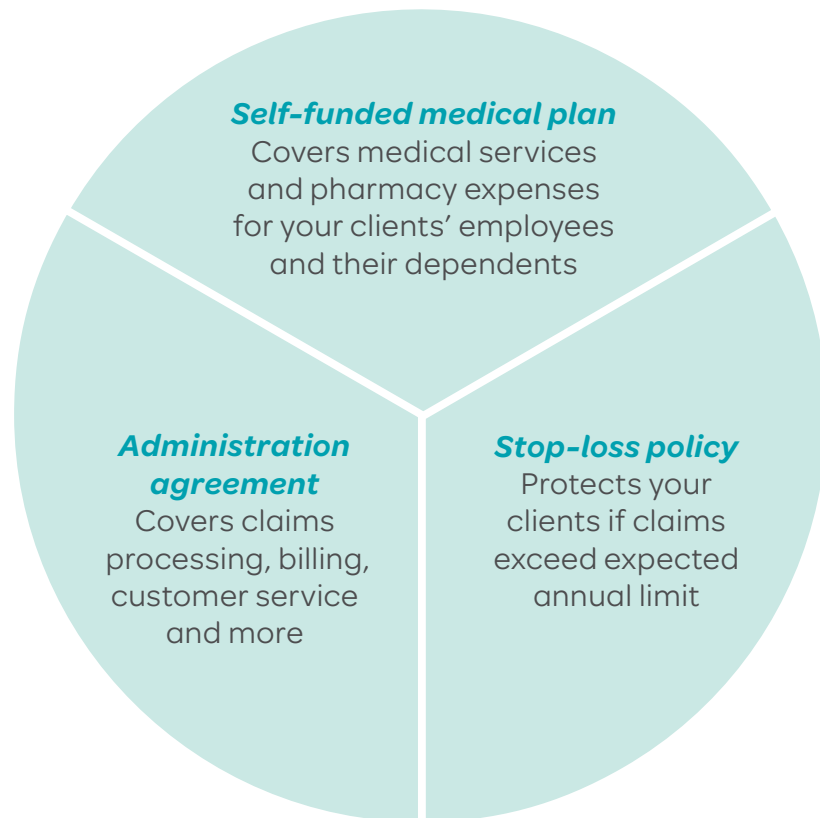 Self-funded medical plan
Covers medical services
and pharmacy expenses
for your clients’ employees
and their dependents
Administration
agreement
Covers claims
processing, billing,
customer service
and more
Stop-loss policy
Protects your
clients if claims
exceed expected
annual limit